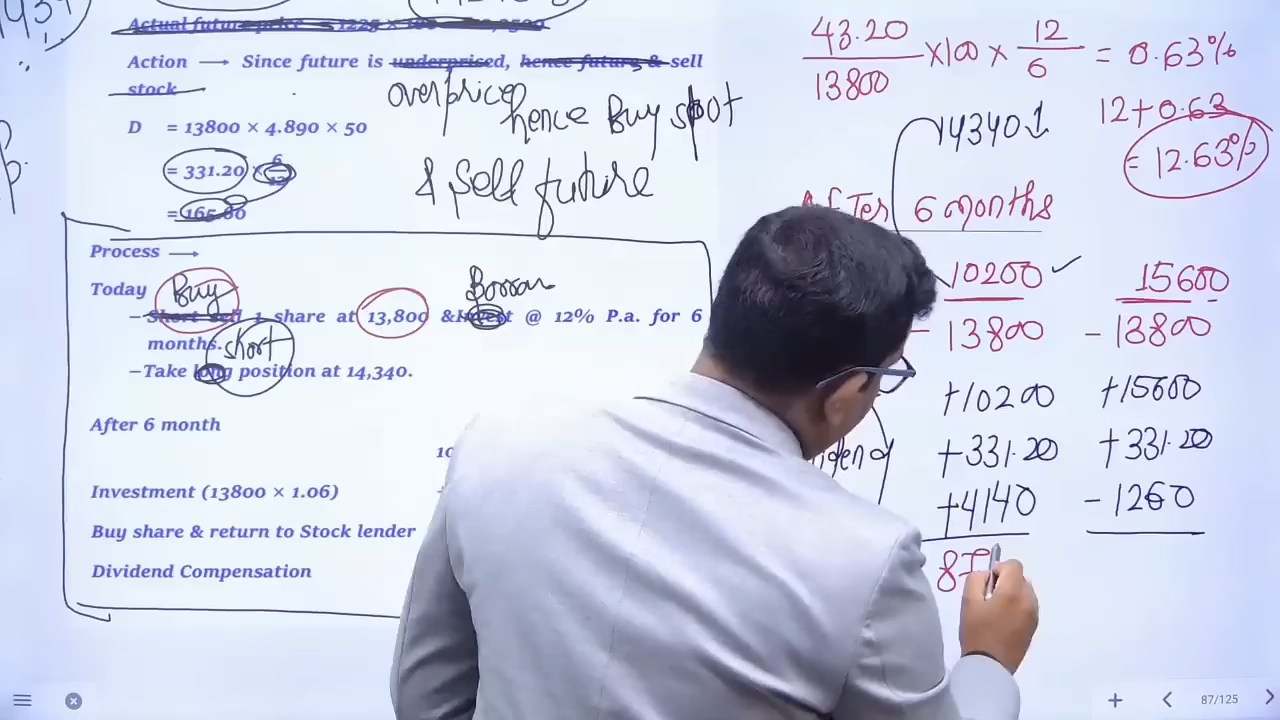 Actual future price = 1225 × 100
Action → Since future is underprised, hence future & sell
stock
overpriced hence Buy spot
& Sell future
D = 13800 × 4.890 × 50
= 331.20 × 6/12
= 165.60
Process →
Today Buy Borrow
– Short sell 1 share at 13,800 & Invest @ 12% P.a. for 6
months. short
– Take long position at 14,340.
After 6 month
10
Investment (13800 × 1.06)
Buy share & return to Stock lender
Dividend Compensation
43.20/13800 × 100 × 12/6 = 0.63%
12+0.63
= 12.63%
14340↓
After 6 months
10200 ✓ 15600
- 13800 - 13800
+10200 +15600
+331.20 +331.20
+4140 - 1260